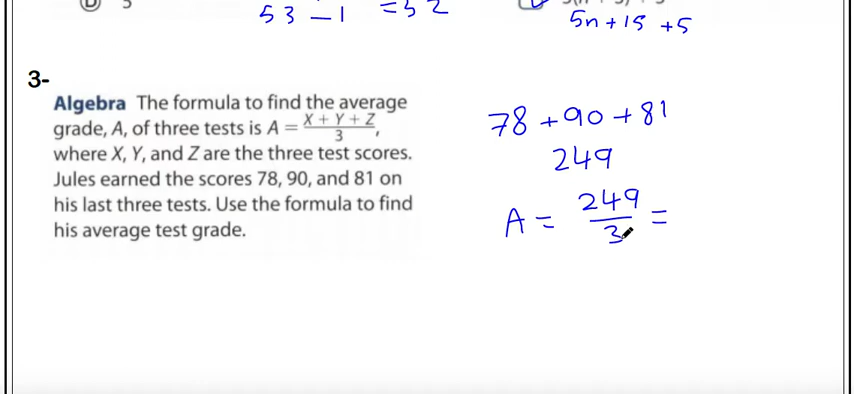 53 - 1 = 52
5n + 15 + 5
3-
Algebra The formula to find the average
grade, A, of three tests is A = \frac{X + Y + Z}{3},
where X, Y, and Z are the three test scores.
Jules earned the scores 78, 90, and 81 on
his last three tests. Use the formula to find
his average test grade.
78 + 90 + 81
249
A = \frac{249}{3} =